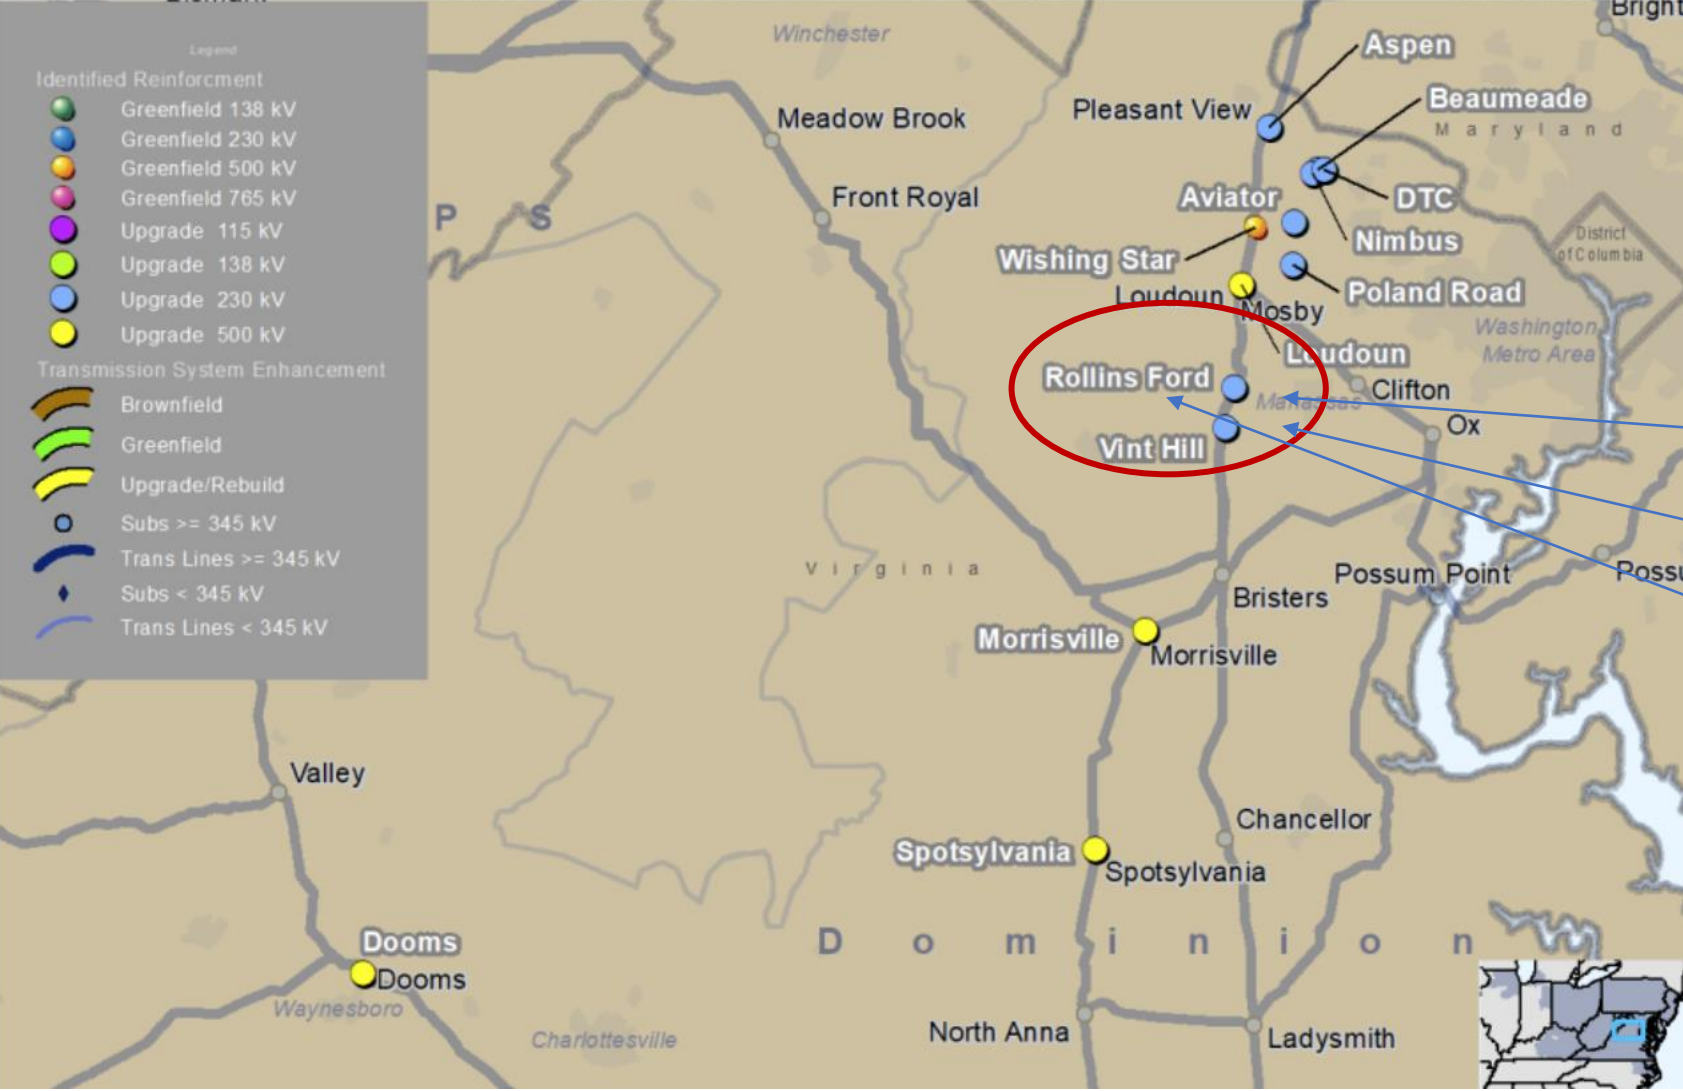 Legend
Identified Reinforcment
Greenfield 138 kV
Greenfield 230 kV
Greenfield 500 kV
Greenfield 765 kV
Upgrade 115 kV
Upgrade 138 kV
Upgrade 230 kV
Upgrade 500 kV
Transmission System Enhancement
Brownfield
Greenfield
Upgrade/Rebuild
Subs >= 345 kV
Trans Lines >= 345 kV
Subs < 345 kV
Trans Lines < 345 kV
Bright
Winchester
Aspen
Beaumeade
Pleasant View
Meadow Brook
Maryland
Front Royal
Aviator
DTC
P S
Nimbus
District
of Columbia
Wishing Star
Poland Road
Loudoun
Mosby
Washington
Metro Area
Loudoun
Rollins Ford
Manassas
Clifton
Ox
Vint Hill
Virginia
Possum Point
Possu
Bristers
Morrisville
Morrisville
Valley
Chancellor
Spotsylvania
Spotsylvania
Dominion
Dooms
Dooms
Waynesboro
Charlottesville
North Anna
Ladysmith